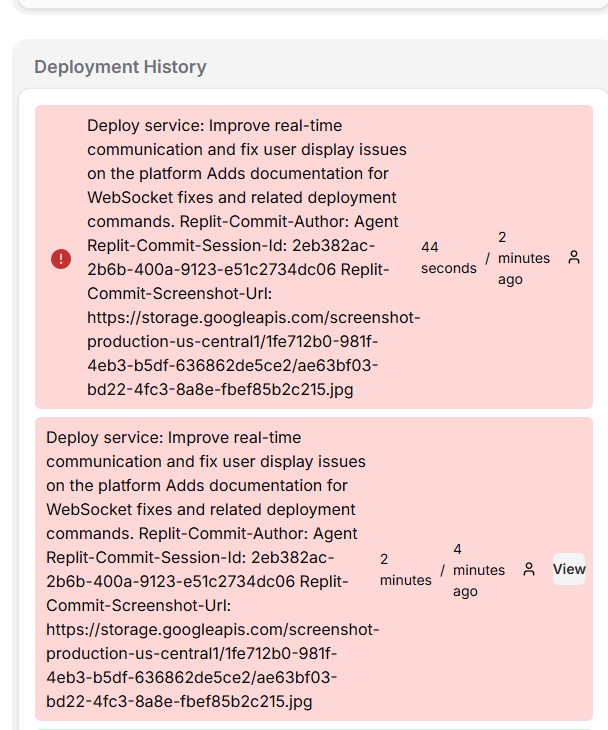 Deployment History
Deploy service: Improve real-time
communication and fix user display issues
on the platform Adds documentation for
WebSocket fixes and related deployment
commands. Replit-Commit-Author: Agent
Replit-Commit-Session-Id: 2eb382ac-
2b6b-400a-9123-e51c2734dc06 Replit-
Commit-Screenshot-Url:
https://storage.googleapis.com/screenshot-
production-us-central1/1fe712b0-981f-
4eb3-b5df-636862de5ce2/ae63bf03-
bd22-4fc3-8a8e-fbef85b2c215.jpg
44
seconds
/
2
minutes
ago
Deploy service: Improve real-time
communication and fix user display issues
on the platform Adds documentation for
WebSocket fixes and related deployment
commands. Replit-Commit-Author: Agent
Replit-Commit-Session-Id: 2eb382ac-
2b6b-400a-9123-e51c2734dc06 Replit-
Commit-Screenshot-Url:
https://storage.googleapis.com/screenshot-
production-us-central1/1fe712b0-981f-
4eb3-b5df-636862de5ce2/ae63bf03-
bd22-4fc3-8a8e-fbef85b2c215.jpg
2
minutes
/
4
minutes
ago
View